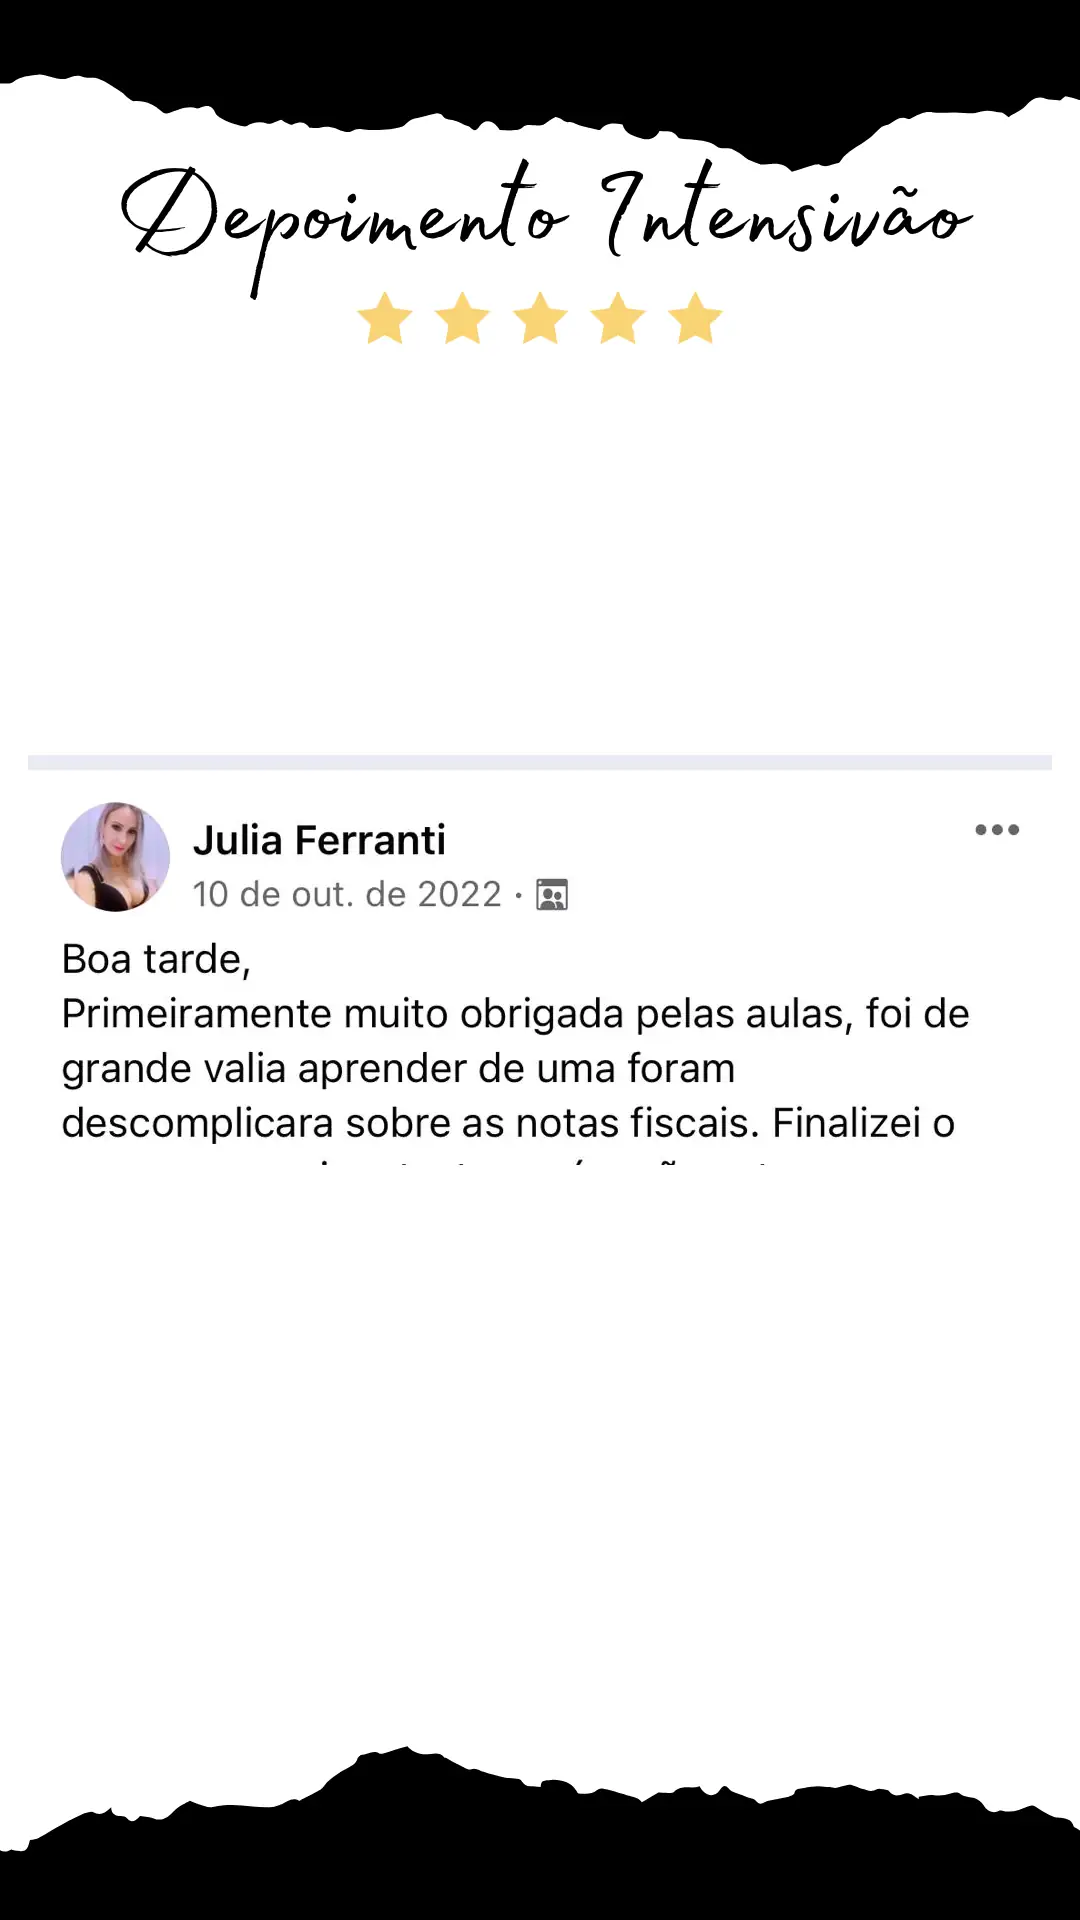 Depoimento Intensivão
Julia Ferranti
10 de out. de 2022 ·
Boa tarde,
Primeiramente muito obrigada pelas aulas, foi de
grande valia aprender de uma foram
descomplicara sobre as notas fiscais. Finalizei o